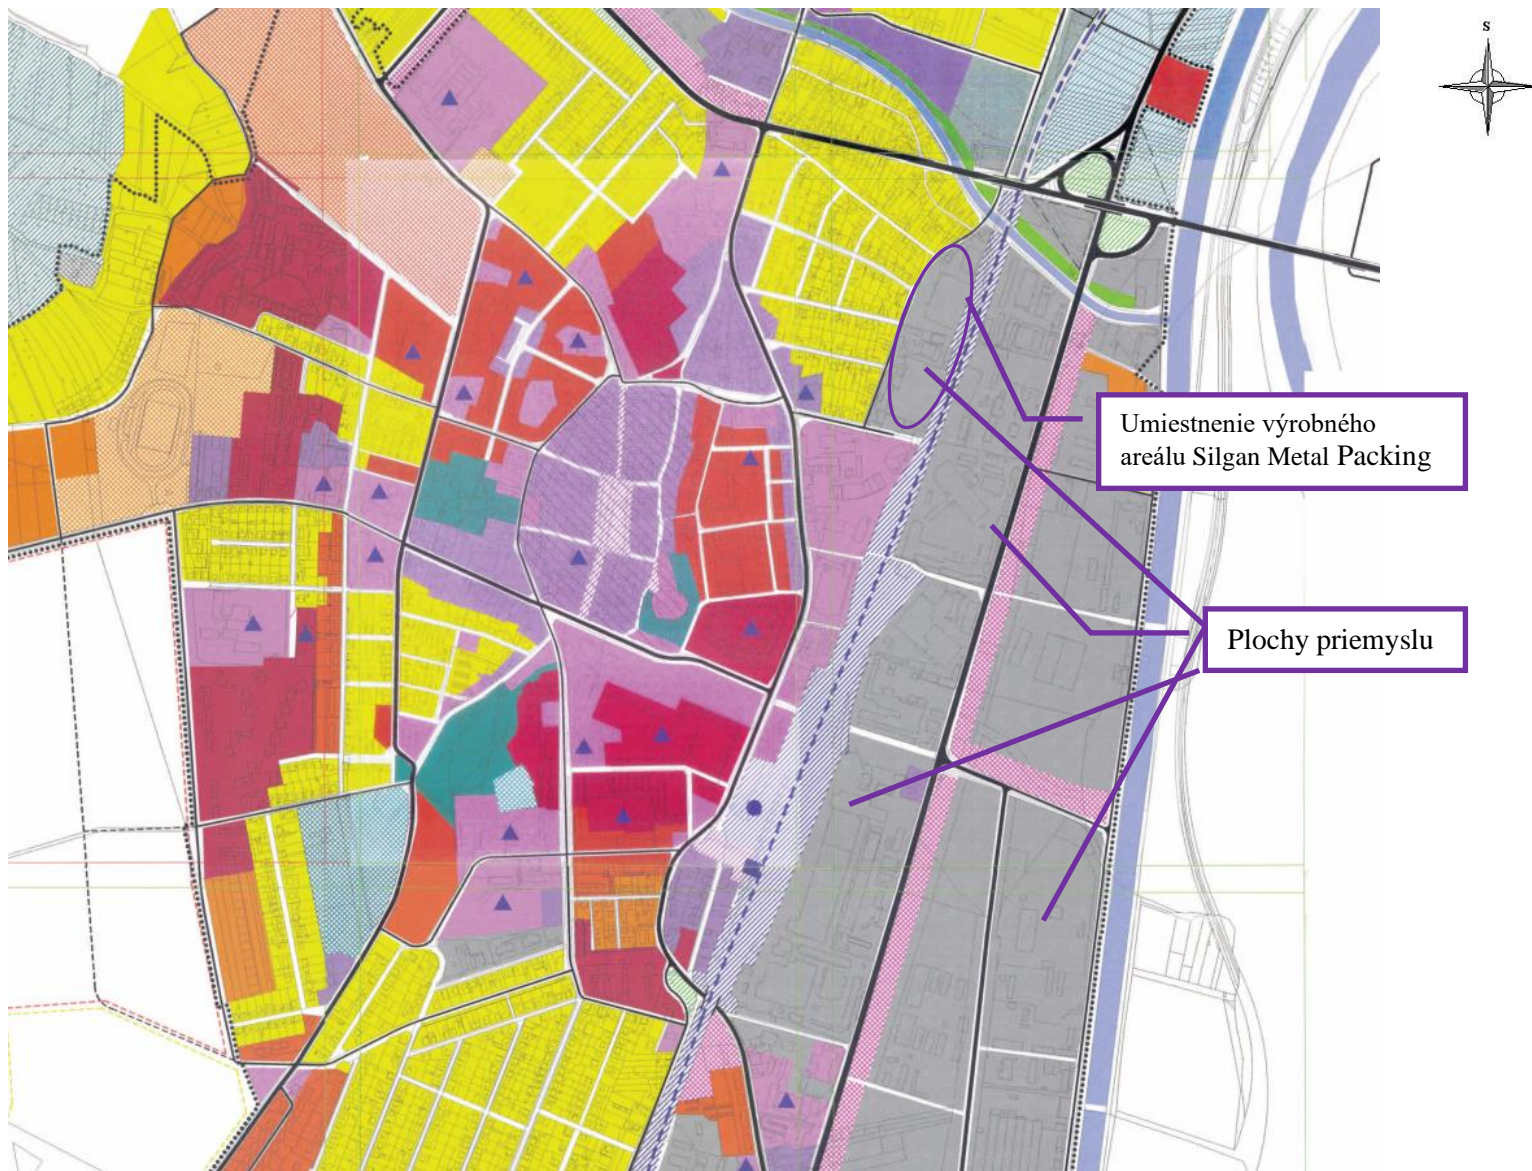 S
Umiestnenie výrobného
areálu Silgan Metal Packing
Plochy priemyslu